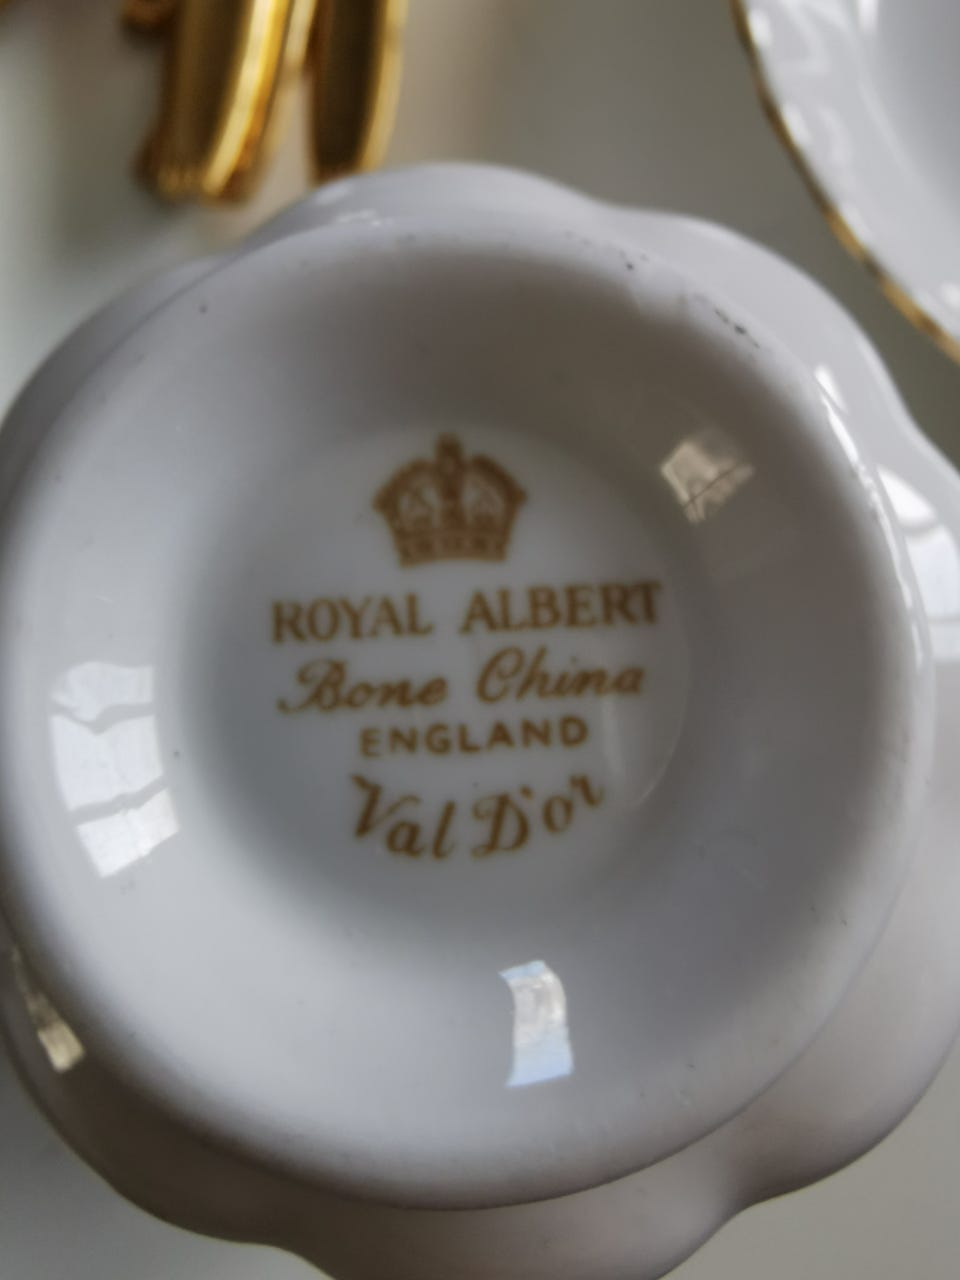 ROYAL ALBERT
Bone China
ENGLAND
Val D'or